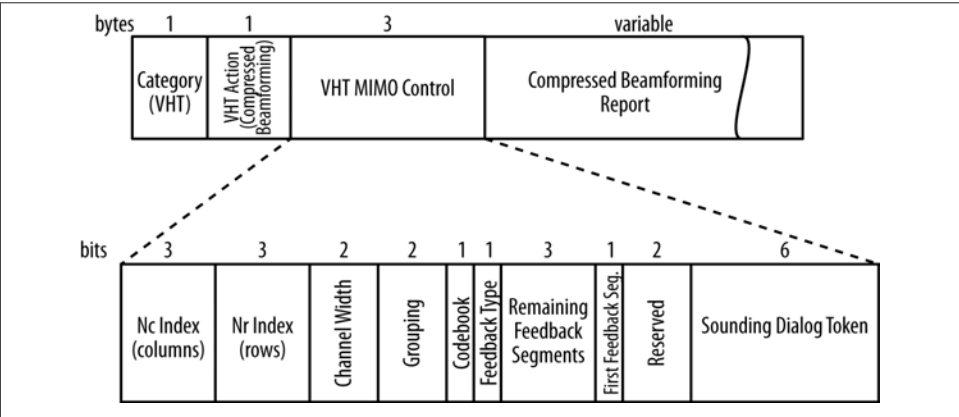 bytes 1 1 3 variable
Category
(VHT)
VHT Action
(Compressed
Beamforming)
VHT MIMO Control
Compressed Beamforming
Report
bits 3 3 2 2 1 1 3 1 2 6
Nc Index
(columns)
Nr Index
(rows)
Channel Width
Grouping
Codebook
Feedback Type
Remaining
Feedback
Segments
First Feedback Seg.
Reserved
Sounding Dialog Token